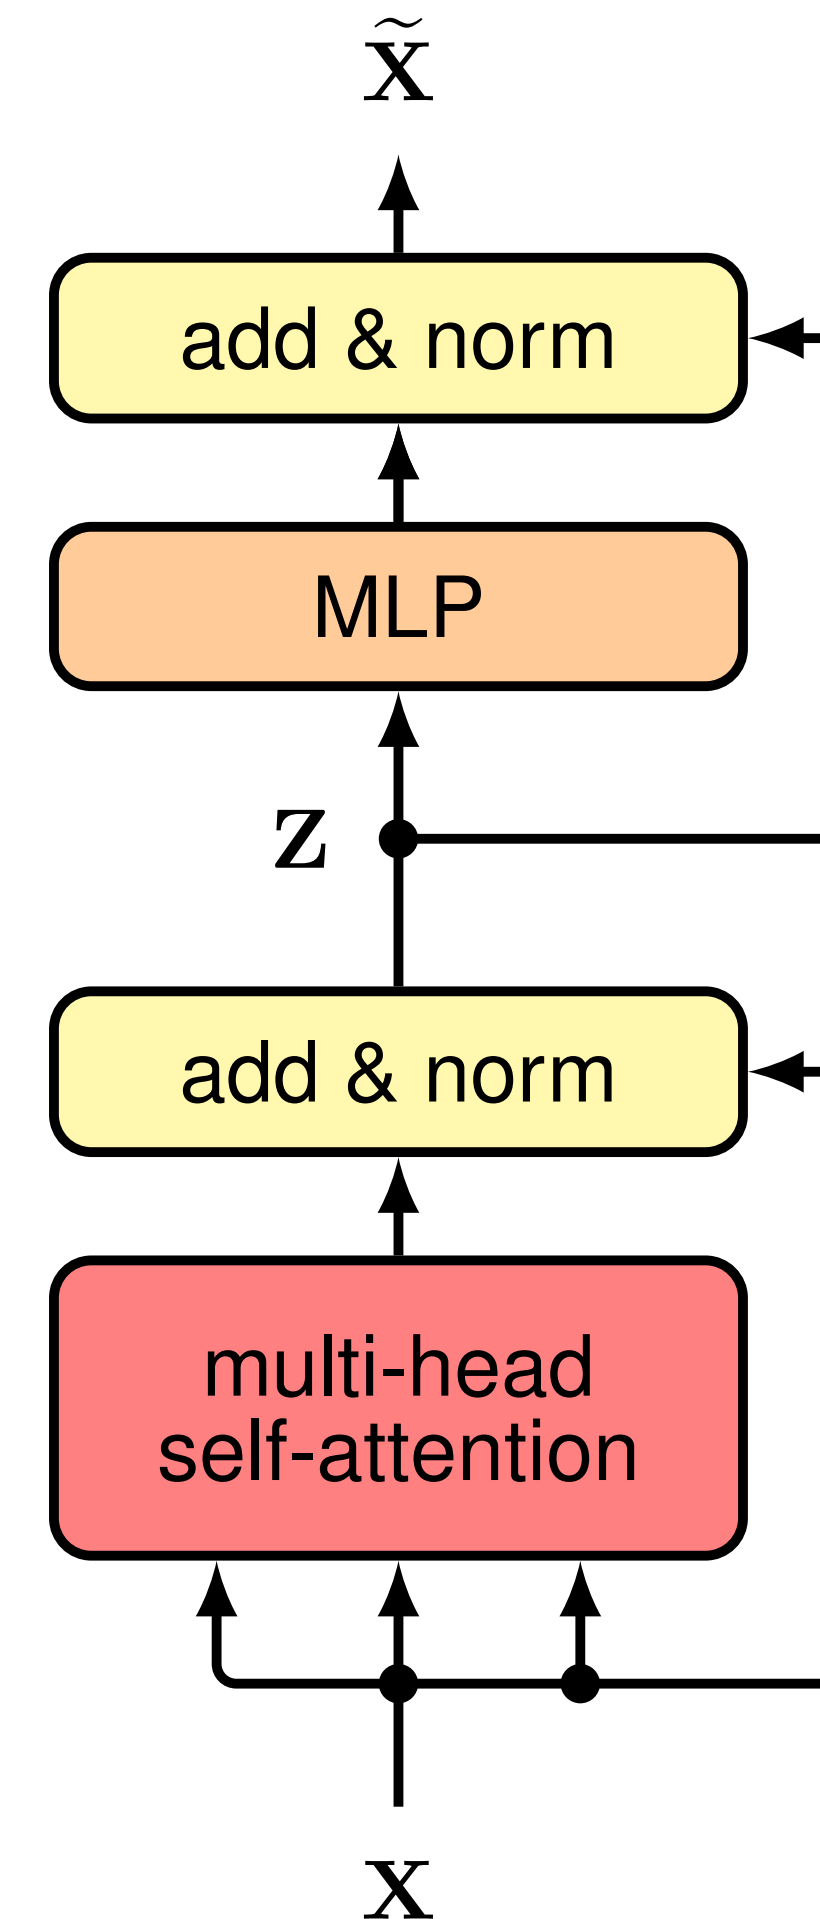 x̃
add & norm
MLP
z
add & norm
multi-head
self-attention
x